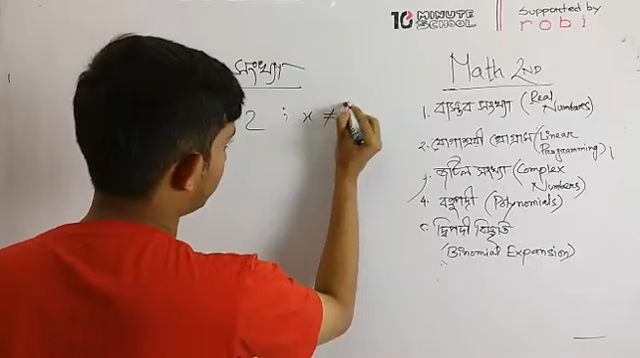 10 MINUTE SCHOOL
supported by
robi
সংখ্যা
2 ; x ≠
Math 2ND
1. বাস্তব সংখ্যা (Real Numbers)
2. যোগাশ্রয়ী প্রোগ্রাম (Linear Programming)
3. জটিল সংখ্যা (Complex Numbers)
4. বহুপদী (Polynomials)
৫. দ্বিপদী বিস্তৃতি
(Binomial Expansion)